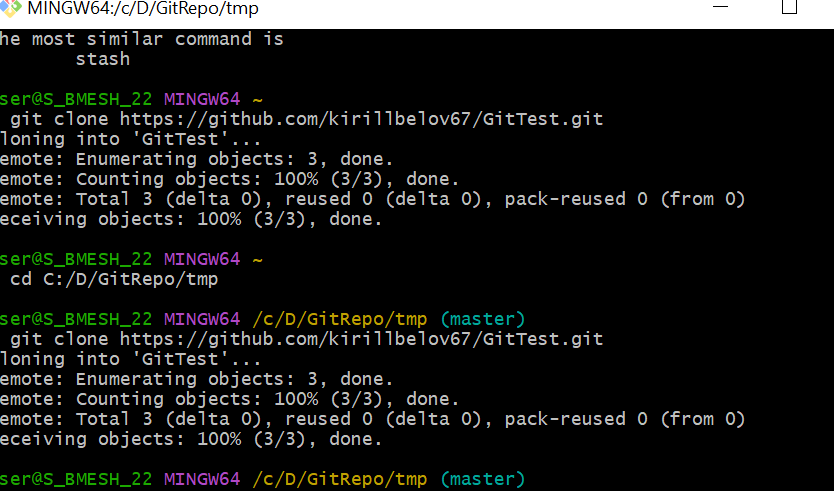 MINGW64:/c/D/GitRepo/tmp
he most similar command is
stash
ser@S_BMESH_22 MINGW64 ~
git clone https://github.com/kirillbelov67/GitTest.git
loning into 'GitTest'...
emote: Enumerating objects: 3, done.
emote: Counting objects: 100% (3/3), done.
emote: Total 3 (delta 0), reused 0 (delta 0), pack-reused 0 (from 0)
eceiving objects: 100% (3/3), done.
ser@S_BMESH_22 MINGW64 ~
cd C:/D/GitRepo/tmp
ser@S_BMESH_22 MINGW64 /c/D/GitRepo/tmp (master)
git clone https://github.com/kirillbelov67/GitTest.git
loning into 'GitTest'...
emote: Enumerating objects: 3, done.
emote: Counting objects: 100% (3/3), done.
emote: Total 3 (delta 0), reused 0 (delta 0), pack-reused 0 (from 0)
eceiving objects: 100% (3/3), done.
ser@S_BMESH_22 MINGW64 /c/D/GitRepo/tmp (master)